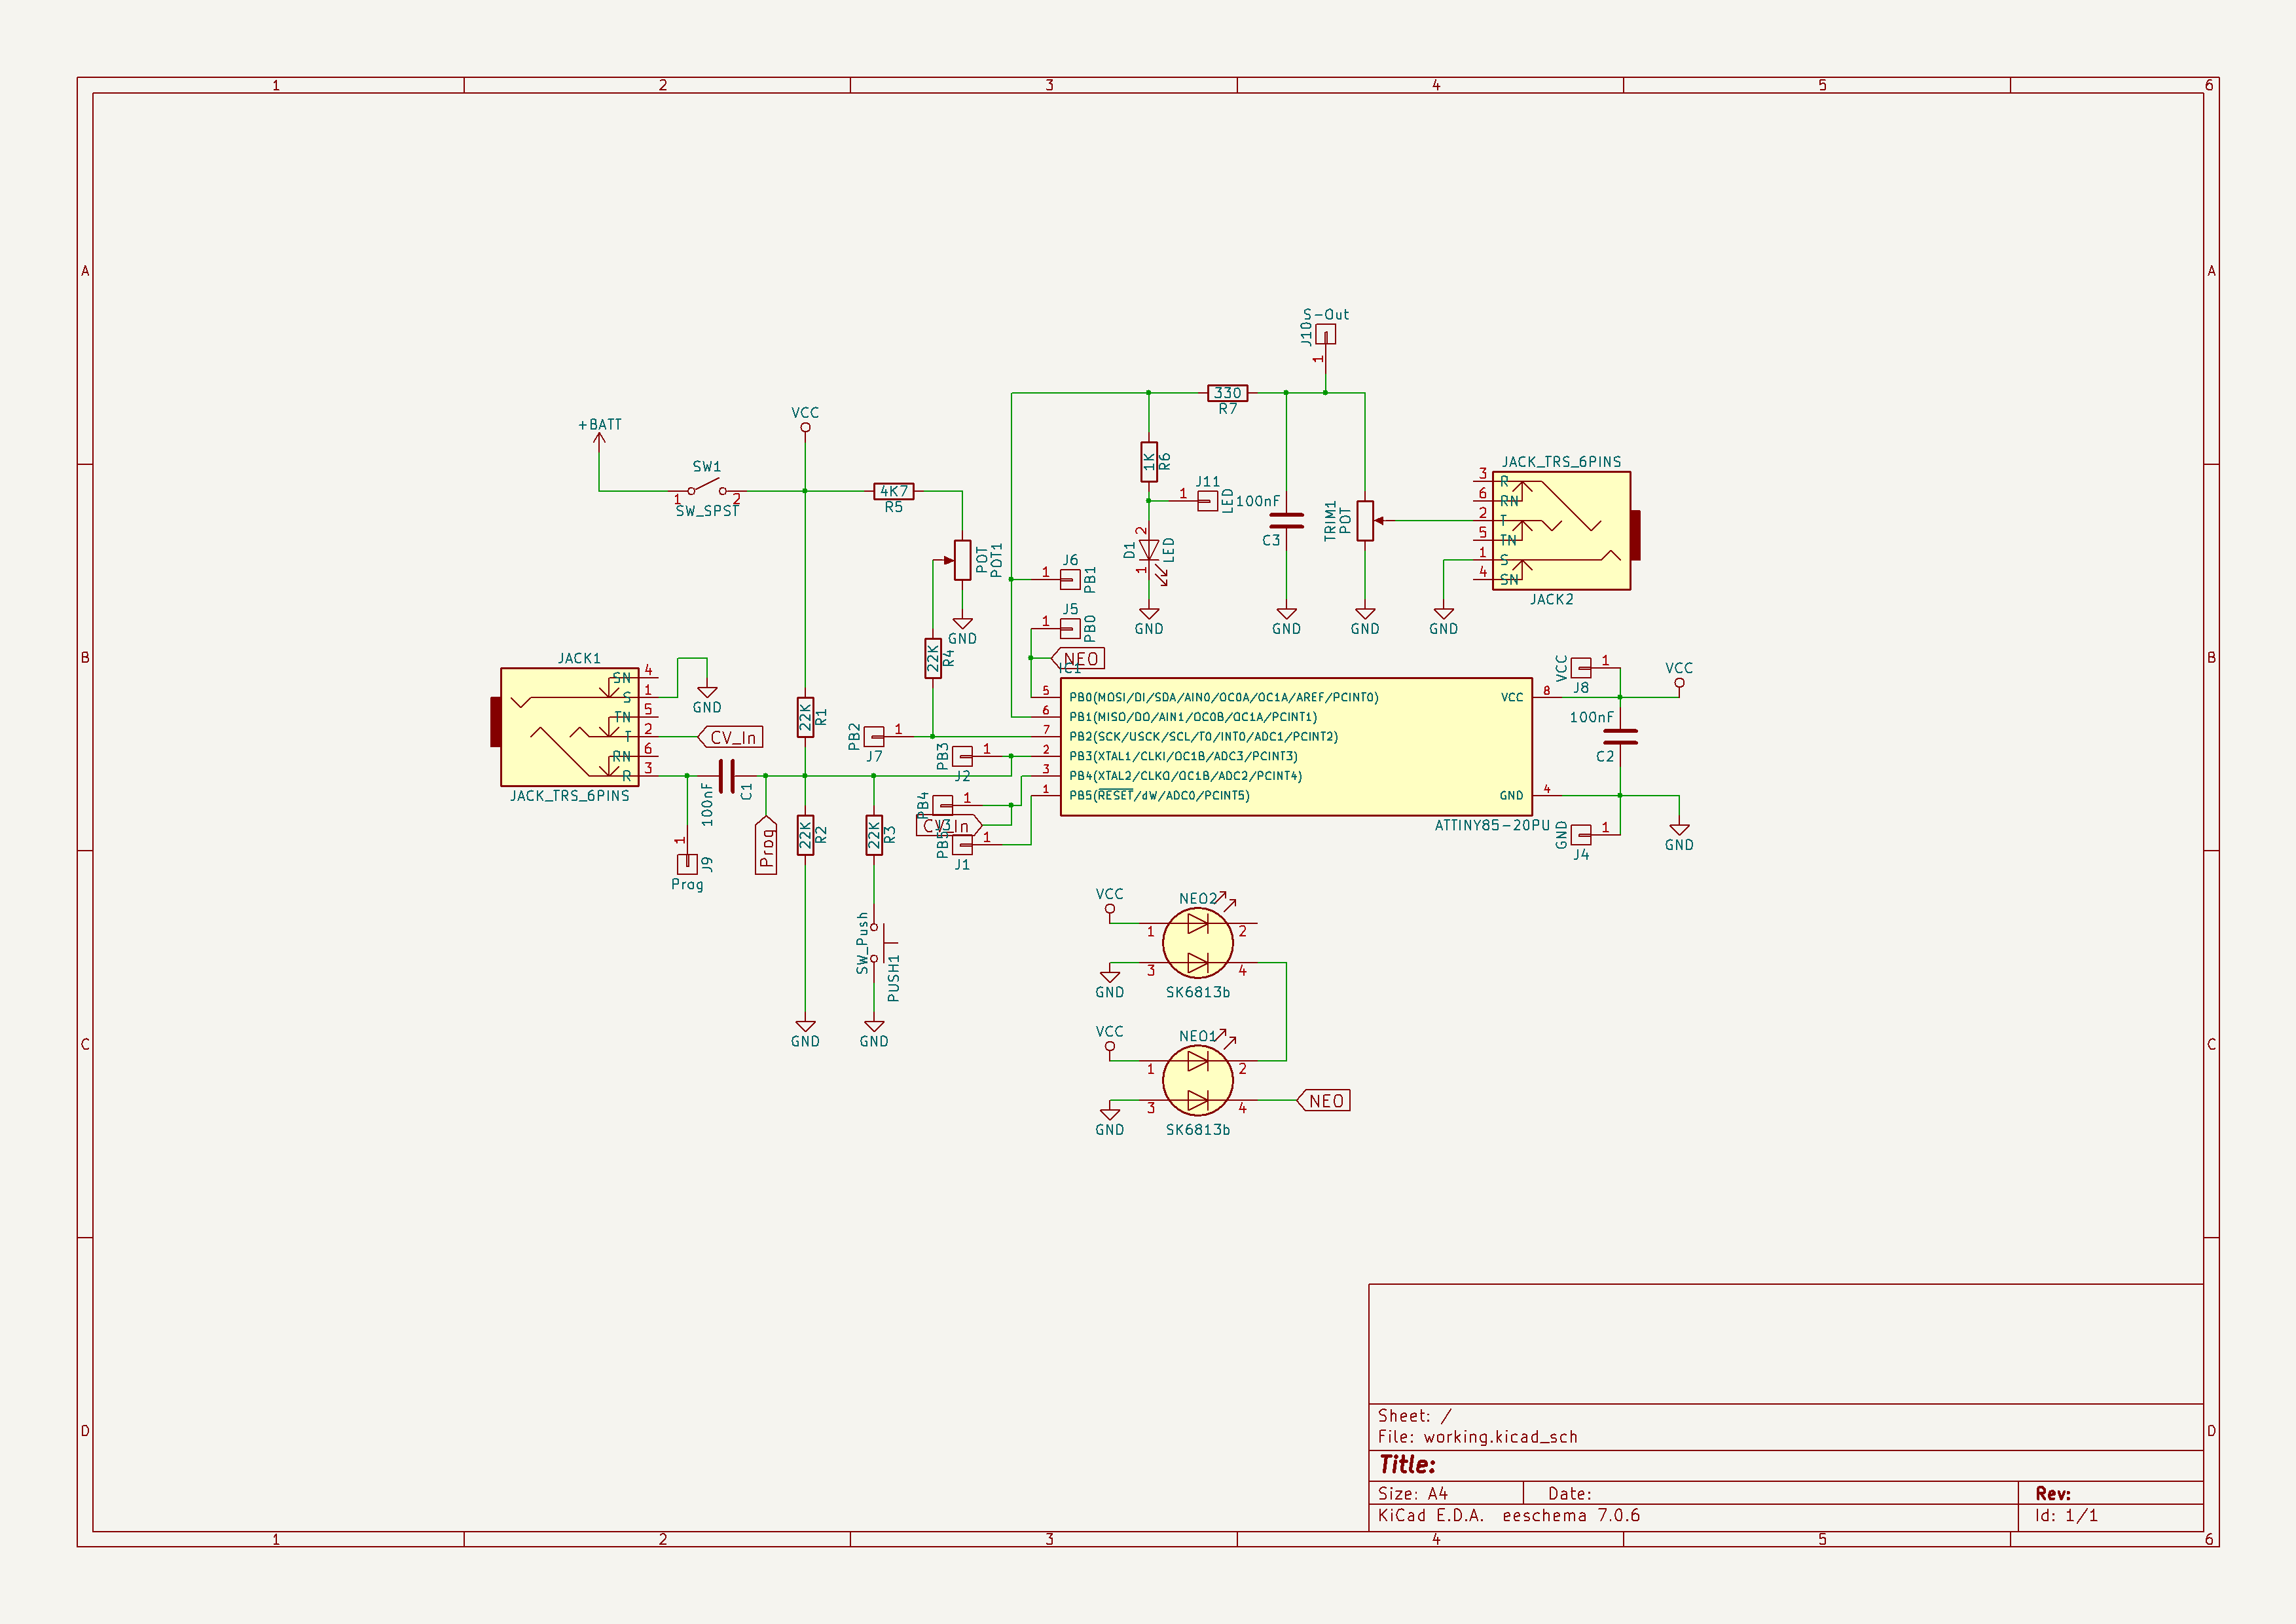 1 2 3 4 5 6
A A
S-Out
J10
1
330
R7
VCC
+BATT
SW1
1 2
SW_SPST
4K7
R5
1K R6
J11
1
LED
100nF
C3
TRIM1
POT
JACK_TRS_6PINS
3 R
6 RN
2 T
5 TN
1 S
4 SN
JACK2
D1
2
1
LED
POT
POT1
J6
1
PB1
J5
1
PB0
GND GND GND GND
GND
B B
22K R4
NEO
IC1
JACK1
SN 4
S 1
TN 5
T 2
RN 6
R 3
JACK_TRS_6PINS
GND
CV_In
22K R1
PB2
1
J7
PB3
1
J2
5 PB0(MOSI/DI/SDA/AIN0/OC0A/OC1A/AREF/PCINT0)
6 PB1(MISO/DO/AIN1/OC0B/OC1A/PCINT1)
7 PB2(SCK/USCK/SCL/T0/INT0/ADC1/PCINT2)
2 PB3(XTAL1/CLKI/OC1B/ADC3/PCINT3)
3 PB4(XTAL2/CLKO/OC1B/ADC2/PCINT4)
1 PB5(RESET/dW/ADC0/PCINT5)
VCC 8
GND 4
ATTINY85-20PU
VCC
1
J8
VCC
100nF
C2
GND
1
J4
GND
100nF
C1
1
J9
Prog
Prog
22K R2
22K R3
PB4
1
J3
CV_In
PB5
1
J1
SW_Push
PUSH1
GND GND
VCC
NEO2
1 2
3 4
GND
SK6813b
C C
VCC
NEO1
1 2
3 4
GND
NEO
SK6813b
D D
Sheet: /
File: working.kicad_sch
Title:
Size: A4 Date: Rev:
KiCad E.D.A. eeschema 7.0.6 Id: 1/1
1 2 3 4 5 6